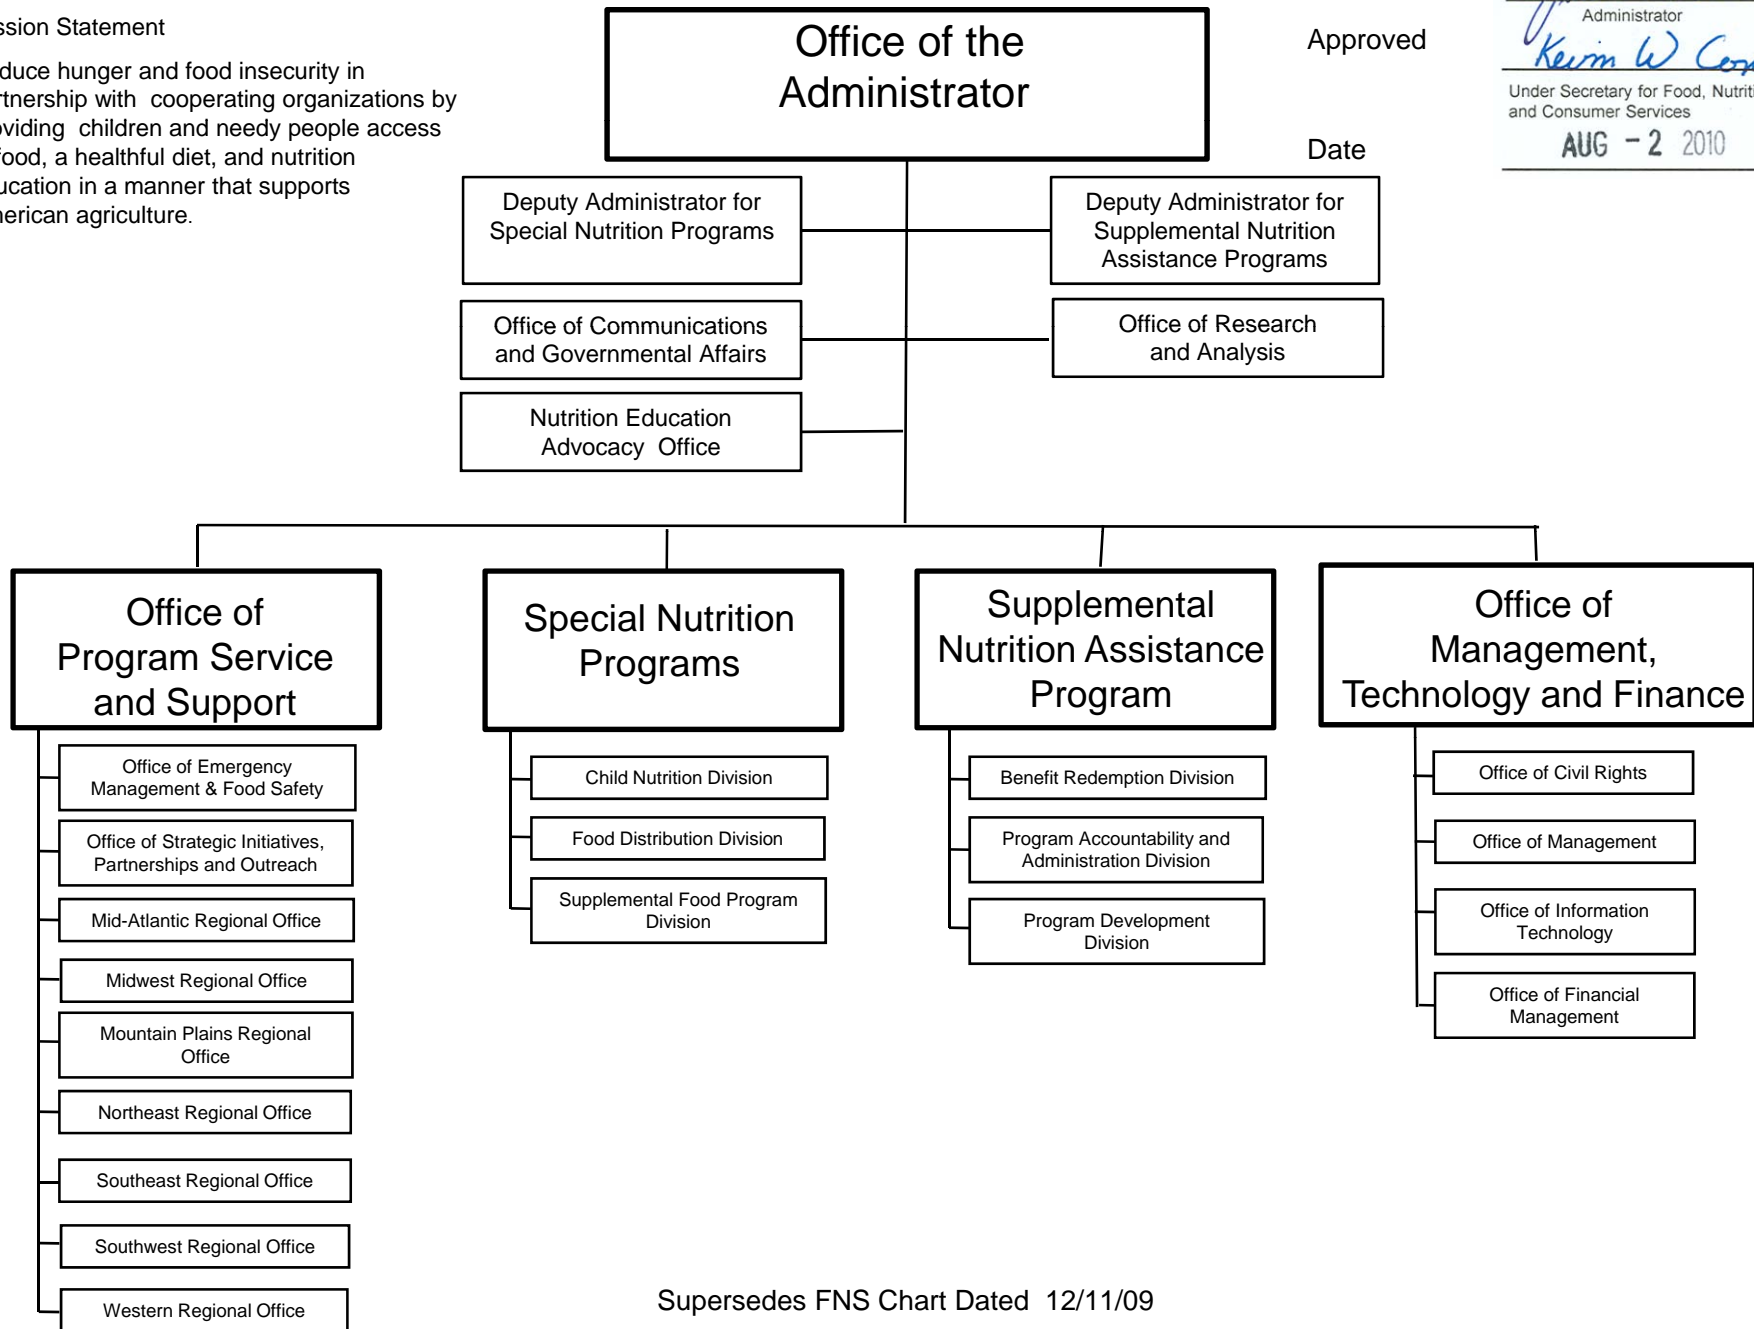 ssion Statement
duce hunger and food insecurity in
rtnership with cooperating organizations by
oviding children and needy people access
food, a healthful diet, and nutrition
ucation in a manner that supports
nerican agriculture.
Office of the
Administrator
Approved
Administrator
Kevin W Con
Under Secretary for Food, Nutriti
and Consumer Services
Date
AUG - 2 2010
Deputy Administrator for
Special Nutrition Programs
Deputy Administrator for
Supplemental Nutrition
Assistance Programs
Office of Communications
and Governmental Affairs
Office of Research
and Analysis
Nutrition Education
Advocacy Office
Office of
Program Service
and Support
Office of Emergency
Management & Food Safety
Office of Strategic Initiatives,
Partnerships and Outreach
Mid-Atlantic Regional Office
Midwest Regional Office
Mountain Plains Regional
Office
Northeast Regional Office
Southeast Regional Office
Southwest Regional Office
Western Regional Office
Special Nutrition
Programs
Child Nutrition Division
Food Distribution Division
Supplemental Food Program
Division
Supplemental
Nutrition Assistance
Program
Benefit Redemption Division
Program Accountability and
Administration Division
Program Development
Division
Office of
Management,
Technology and Finance
Office of Civil Rights
Office of Management
Office of Information
Technology
Office of Financial
Management
Supersedes FNS Chart Dated 12/11/09